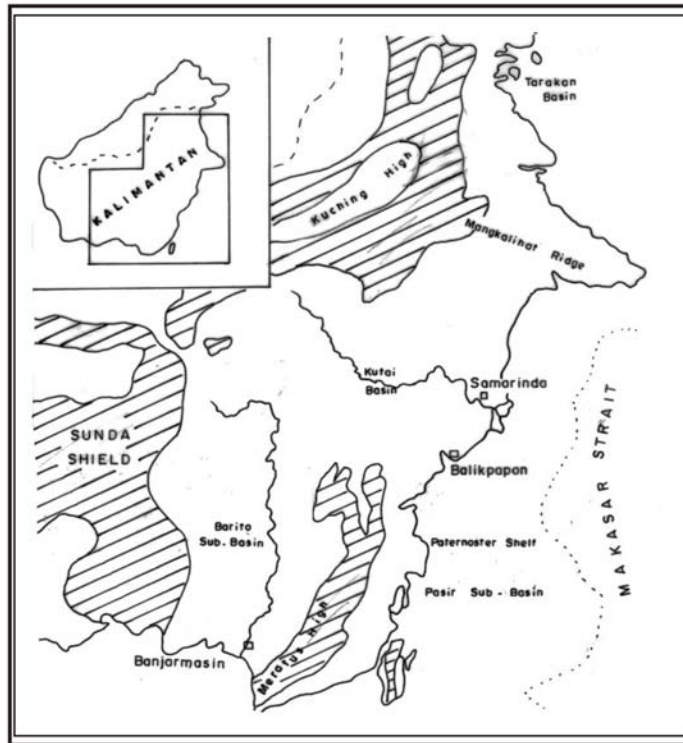 Tarakan
Basin
KALIMANTAN
Kuching High
Mangkalihat Ridge
Kutai
Basin
Samarinda
SUNDA
SHIELD
Balikpapan
MAKASAR STRAIT
Barito
Sub. Basin
Paternoster Shelf
Pasir Sub-Basin
Meratus High
Banjarmasin